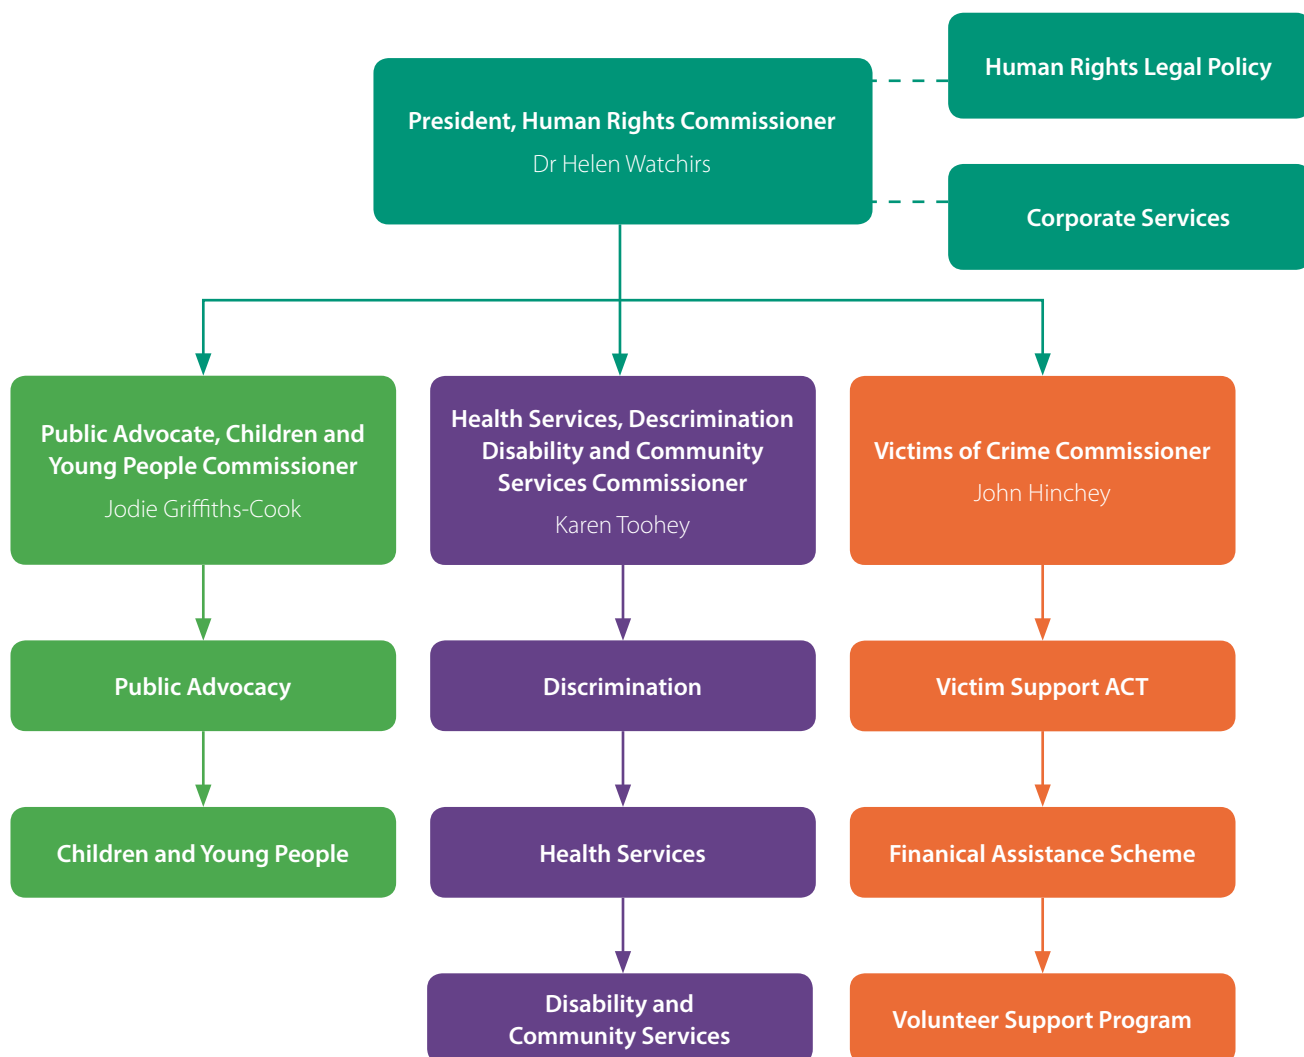 Human Rights Legal Policy
President, Human Rights Commissioner
Dr Helen Watchirs
Corporate Services
Public Advocate, Children and
Young People Commissioner
Jodie Griffiths-Cook
Health Services, Descrimination
Disability and Community
Services Commissioner
Karen Toohey
Victims of Crime Commissioner
John Hinchey
Public Advocacy
Discrimination
Victim Support ACT
Children and Young People
Health Services
Finanical Assistance Scheme
Disability and
Community Services
Volunteer Support Program